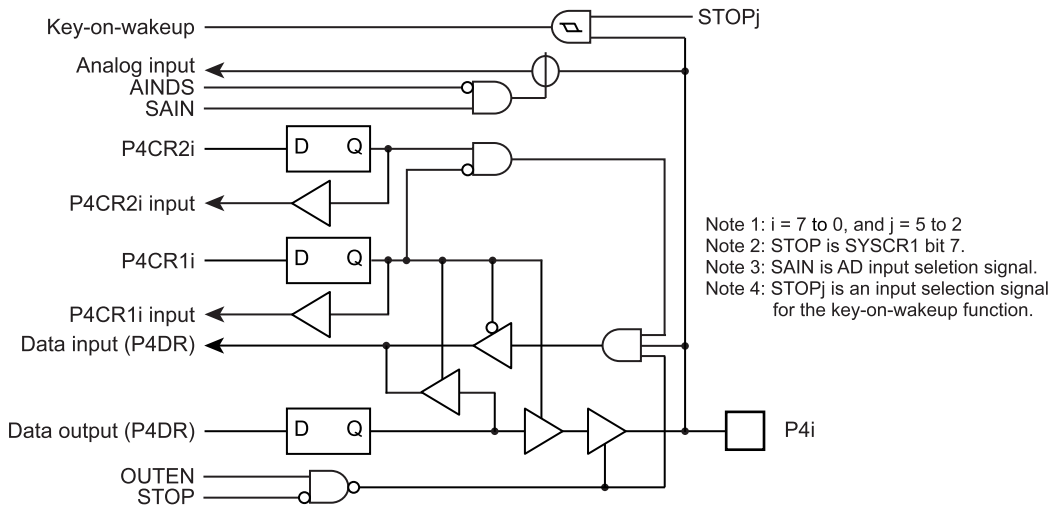 Key-on-wakeup
STOPj
Analog input
AINDS
SAIN
P4CR2i
D Q
P4CR2i input
P4CR1i
D Q
P4CR1i input
Data input (P4DR)
Data output (P4DR)
D Q
P4i
OUTEN
STOP
Note 1: i = 7 to 0, and j = 5 to 2
Note 2: STOP is SYSCR1 bit 7.
Note 3: SAIN is AD input seletion signal.
Note 4: STOPj is an input selection signal
for the key-on-wakeup function.